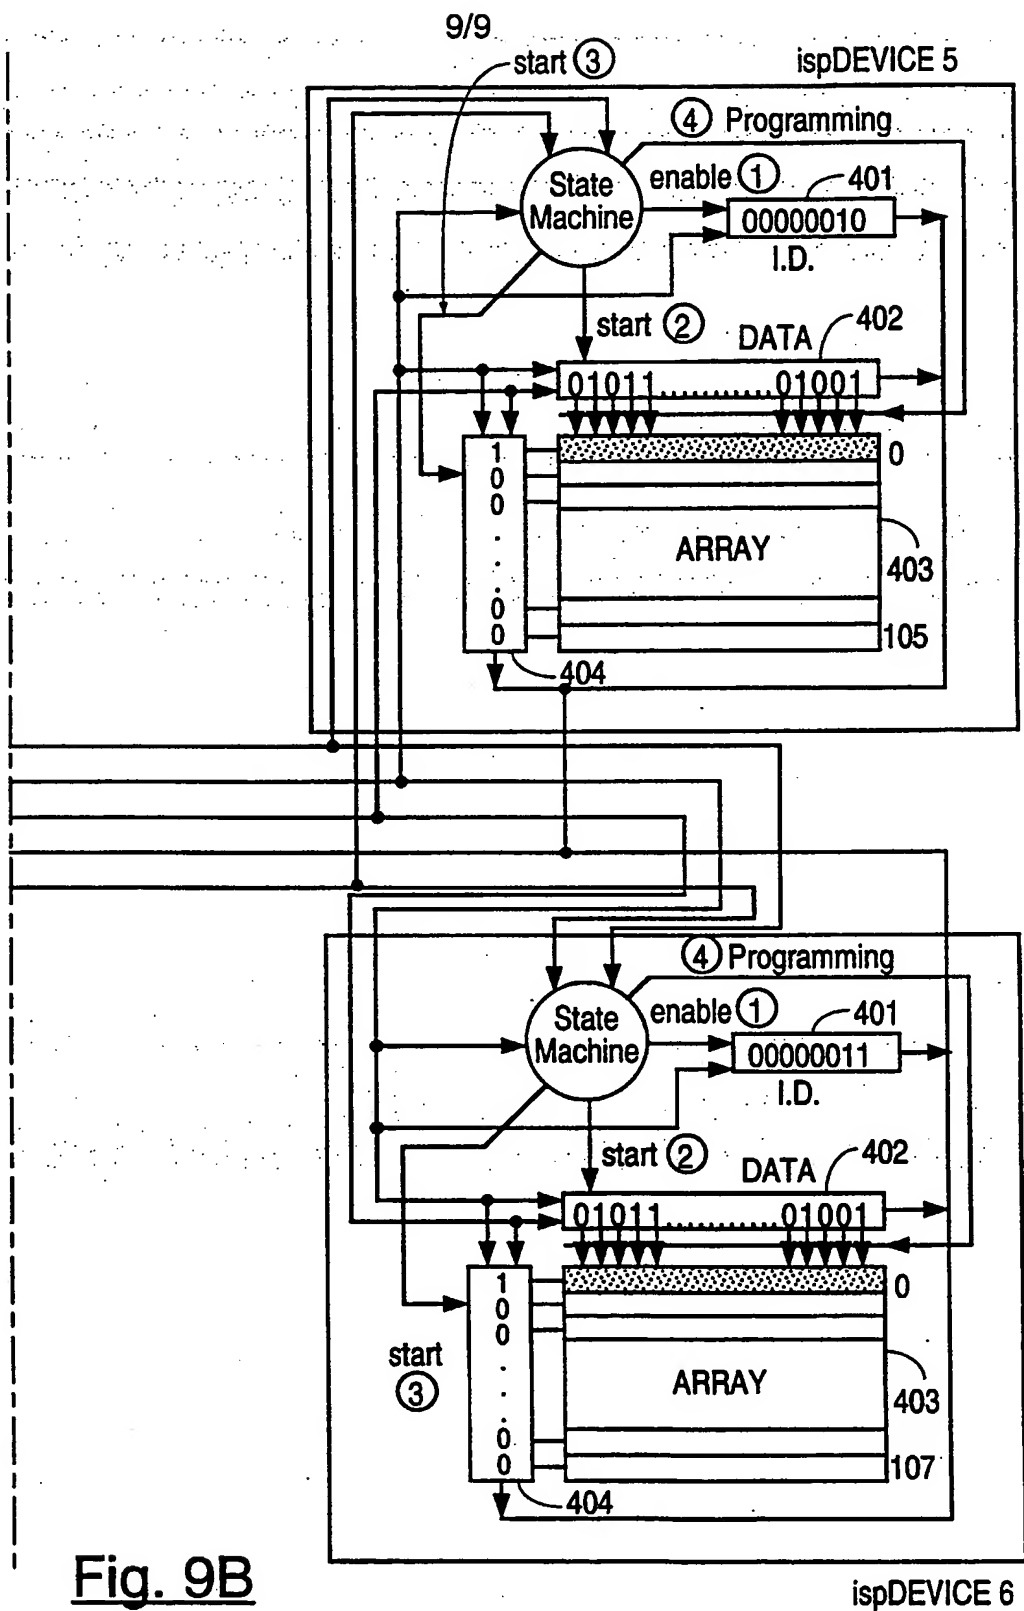 9/9
start ③
ispDEVICE 5
④ Programming
State
Machine
enable ①
401
00000010
I.D.
start ②
DATA
402
01011..............01001
1
0
0
.
.
.
0
0
0
ARRAY
403
105
404
④ Programming
State
Machine
enable ①
401
00000011
I.D.
start ②
DATA
402
01011..............01001
1
0
0
.
.
.
0
0
0
start
③
ARRAY
403
107
404
Fig. 9B
ispDEVICE 6